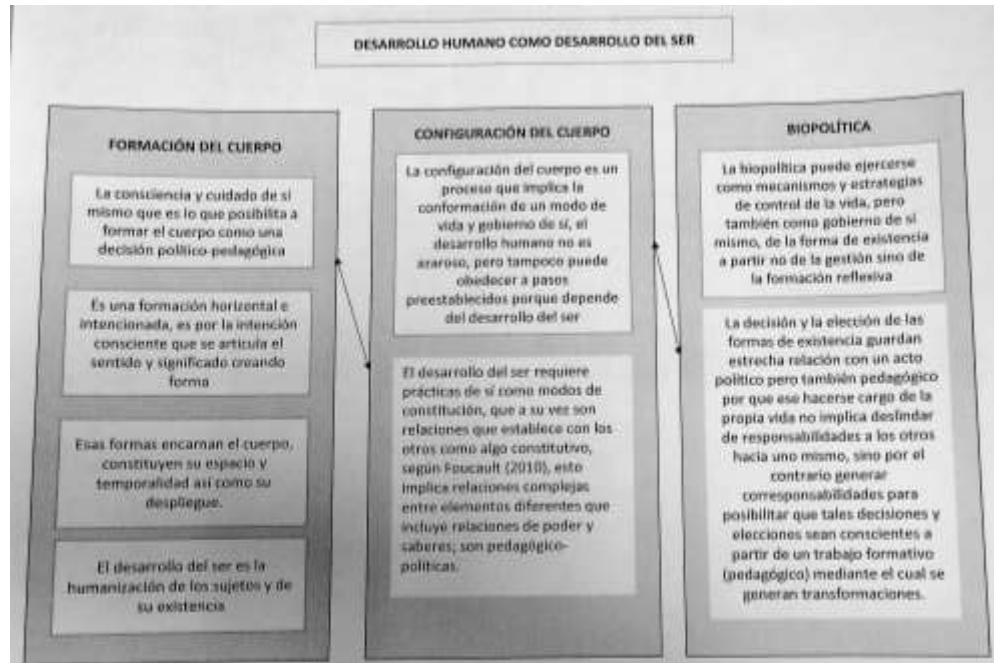 DESARROLLO HUMANO COMO DESARROLLO DEL SER
FORMACIÓN DEL CUERPO
La consciencia y cuidado de sí
mismo que es lo que posibilita a
formar el cuerpo como una
decisión político-pedagógica
Es una formación horizontal e
intencionada, es por la intención
consciente que se articula el
sentido y significado creando
forma
Esas formas encarnan el cuerpo,
constituyen su espacio y
temporalidad así como su
despliegue.
El desarrollo del ser es la
humanización de los sujetos y de
su existencia
CONFIGURACIÓN DEL CUERPO
La configuración del cuerpo es un
proceso que implica la
conformación de un modo de
vida y gobierno de sí, el
desarrollo humano no es
azaroso, pero tampoco puede
obedecer a pasos
preestablecidos porque depende
del desarrollo del ser
El desarrollo del ser requiere
prácticas de sí como modos de
constitución, que a su vez son
relaciones que establece con los
otros como algo constitutivo,
según Foucault (2010), esto
implica relaciones complejas
entre elementos diferentes que
incluye relaciones de poder y
saberes; son pedagógico-
políticas.
BIOPOLÍTICA
La biopolítica puede ejercerse
como mecanismos y estrategias
de control de la vida, pero
también como gobierno de sí
mismo, de la forma de existencia
a partir no de la gestión sino de
la formación reflexiva
La decisión y la elección de las
formas de existencia guardan
estrecha relación con un acto
político pero también pedagógico
por que ese hacerse cargo de la
propia vida no implica deslindar
de responsabilidades a los otros
hacia uno mismo, sino por el
contrario generar
corresponsabilidades para
posibilitar que tales decisiones y
elecciones sean conscientes a
partir de un trabajo formativo
(pedagógico) mediante el cual se
generan transformaciones.